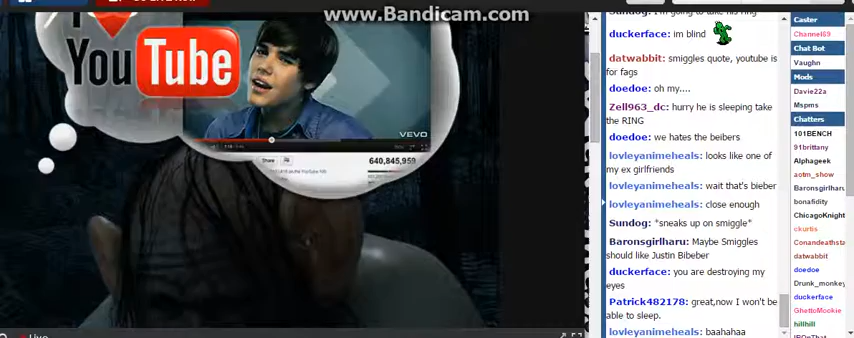 www.Bandicam.com
You Tube
VEVO
Share
640,845,959
Live
Sundog: I'm going to take his ring
duckerface: im blind
datwabbit: smiggles quote, youtube is
for fags
doedoe: oh my....
Zell963_dc: hurry he is sleeping take
the RING
doedoe: we hates the beibers
lovleyanimeheals: looks like one of
my ex girlfriends
lovleyanimeheals: wait that's bieber
lovleyanimeheals: close enough
Sundog: *sneaks up on smiggle*
Baronsgirlharu: Maybe Smiggles
should like Justin Bibeber
duckerface: you are destroying my
eyes
Patrick482178: great,now I won't be
able to sleep.
lovleyanimeheals: baahahaa
Caster
Channel69
Chat Bot
Vaughn
Mods
Davie22a
Mspms
Chatters
101BENCH
91brittany
Alphageek
aotm_show
Baronsgirlharu
bonafidity
ChicagoKnight
ckurtis
Conandeathsta
datwabbit
doedoe
Drunk_monkey
duckerface
GhettoMookie
hillhill